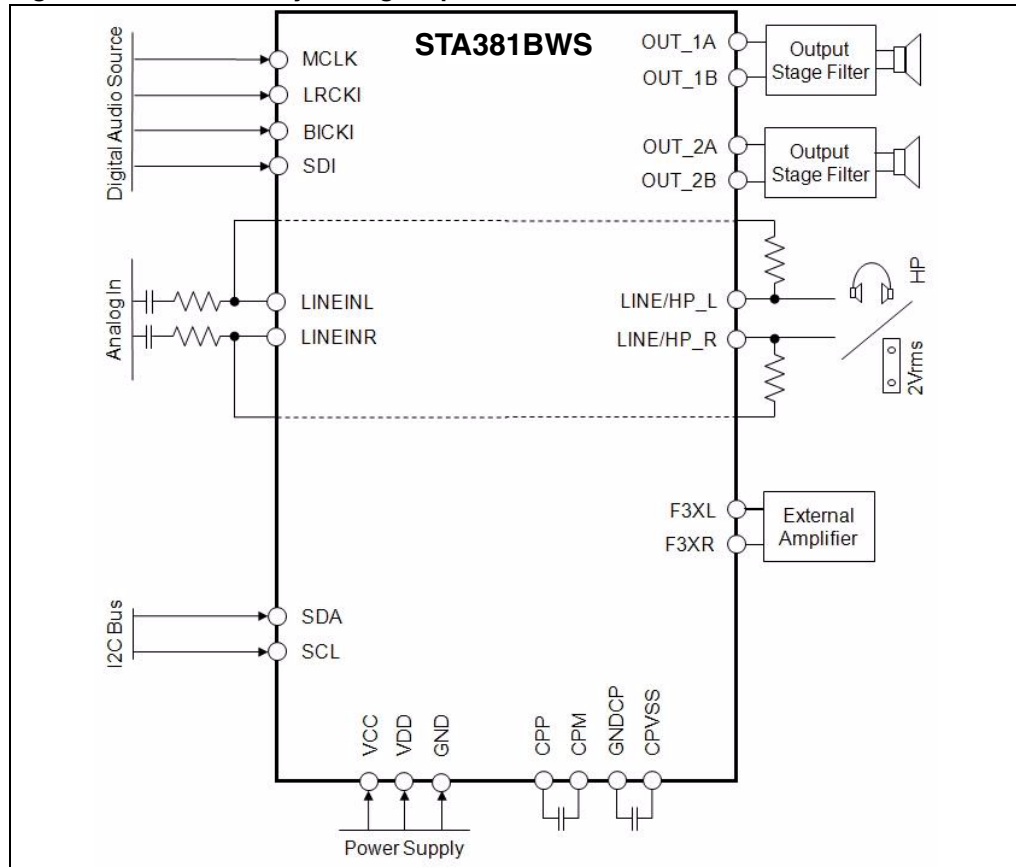 STA381BWS
Digital Audio Source
MCLK
LRCKI
BICKI
SDI
OUT_1A
OUT_1B
Output
Stage Filter
OUT_2A
OUT_2B
Output
Stage Filter
Analog In
LINEINL
LINEINR
LINE/HP_L
LINE/HP_R
HP
2Vrms
F3XL
F3XR
External
Amplifier
I2C Bus
SDA
SCL
VCC
VDD
GND
CPP
CPM
GNDCP
CPVSS
Power Supply